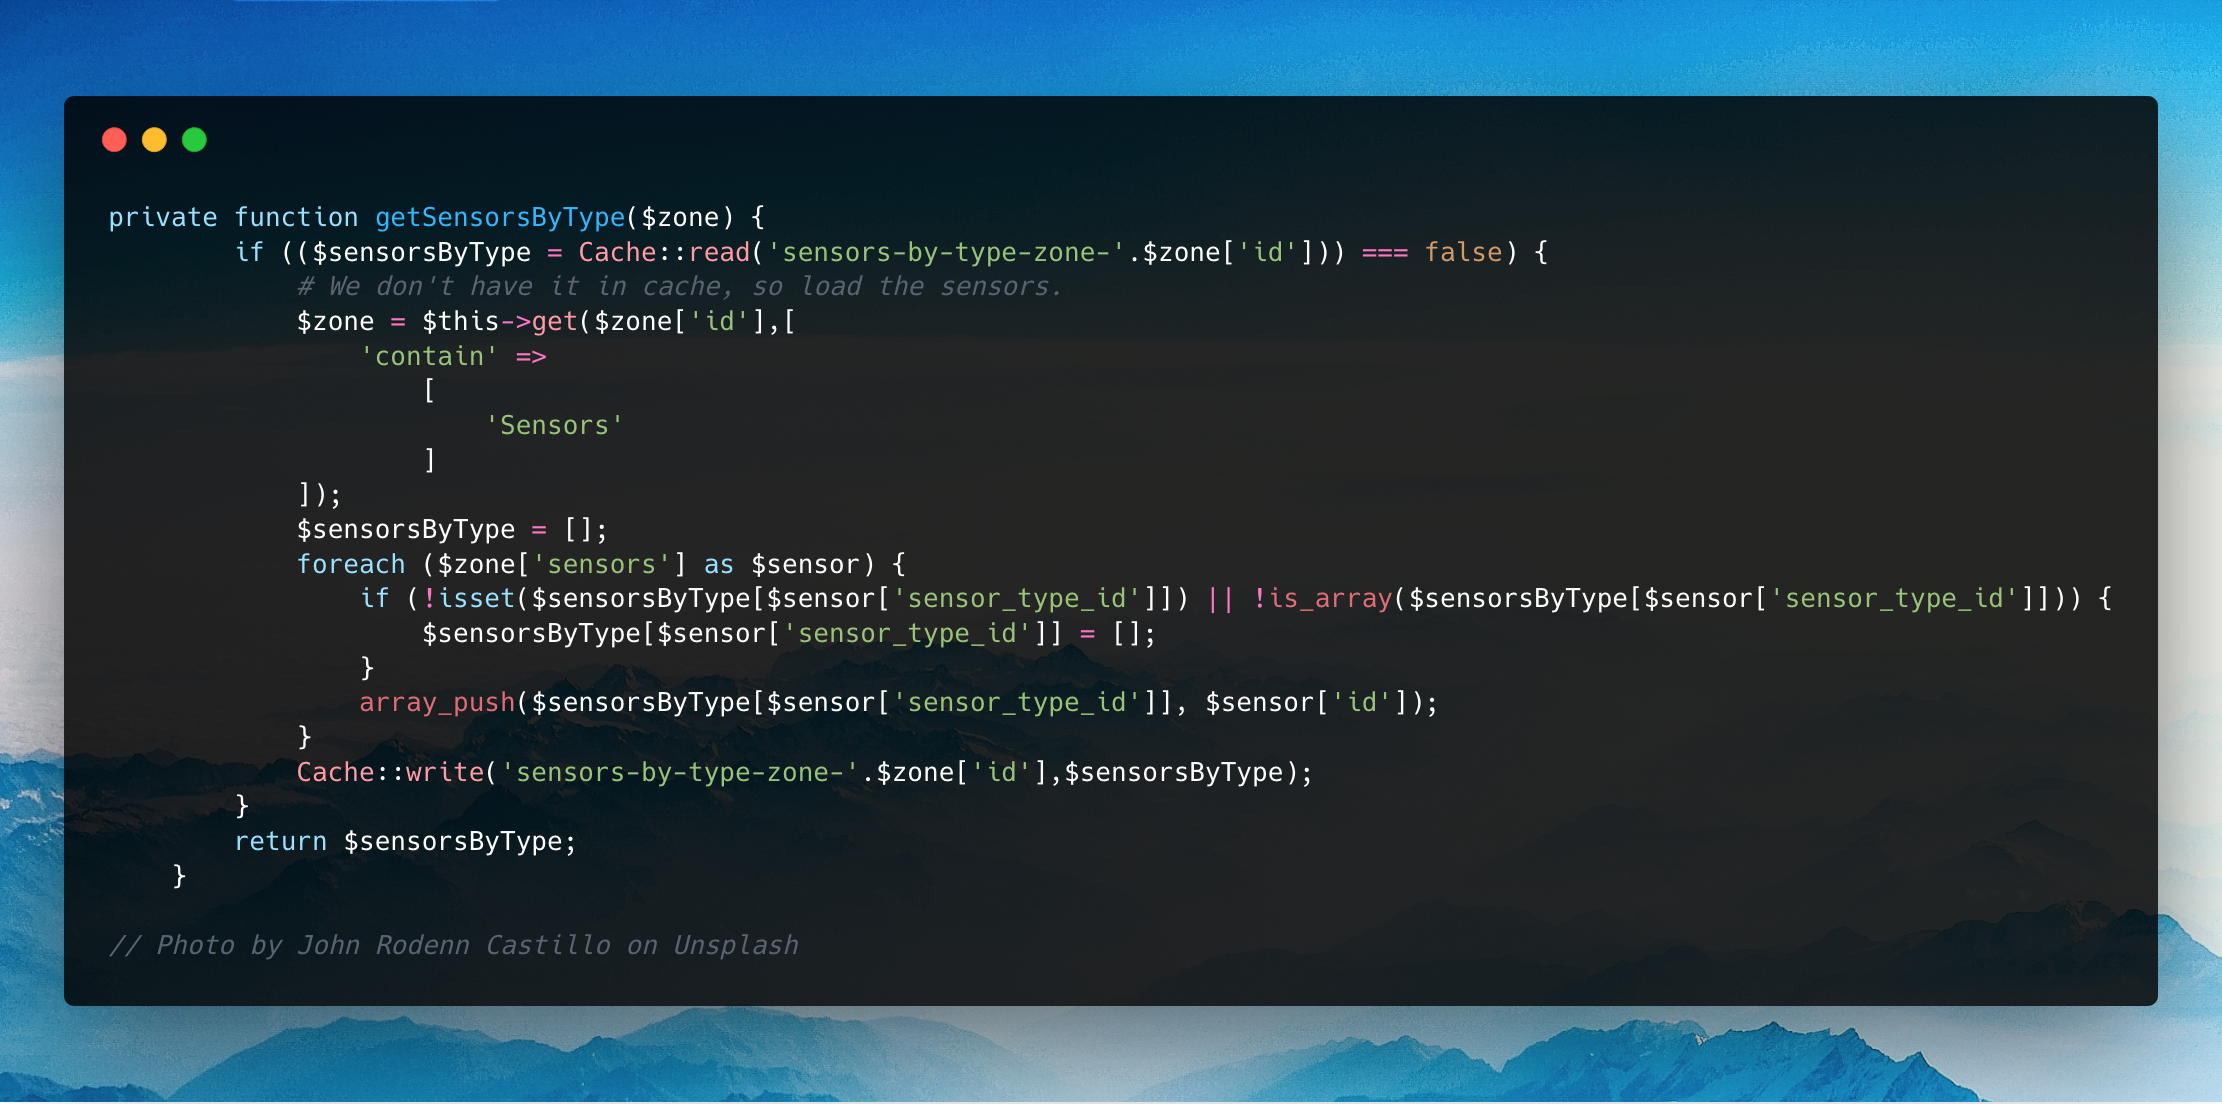 private function getSensorsByType($zone) {
        if (($sensorsByType = Cache::read('sensors-by-type-zone-'.$zone['id'])) === false) {
            # We don't have it in cache, so load the sensors.
            $zone = $this->get($zone['id'],[
                'contain' =>
                    [
                        'Sensors'
                    ]
            ]);
            $sensorsByType = [];
            foreach ($zone['sensors'] as $sensor) {
                if (!isset($sensorsByType[$sensor['sensor_type_id']]) || !is_array($sensorsByType[$sensor['sensor_type_id']])) {
                    $sensorsByType[$sensor['sensor_type_id']] = [];
                }
                array_push($sensorsByType[$sensor['sensor_type_id']], $sensor['id']);
            }
            Cache::write('sensors-by-type-zone-'.$zone['id'],$sensorsByType);
        }
        return $sensorsByType;
    }
// Photo by John Rodenn Castillo on Unsplash